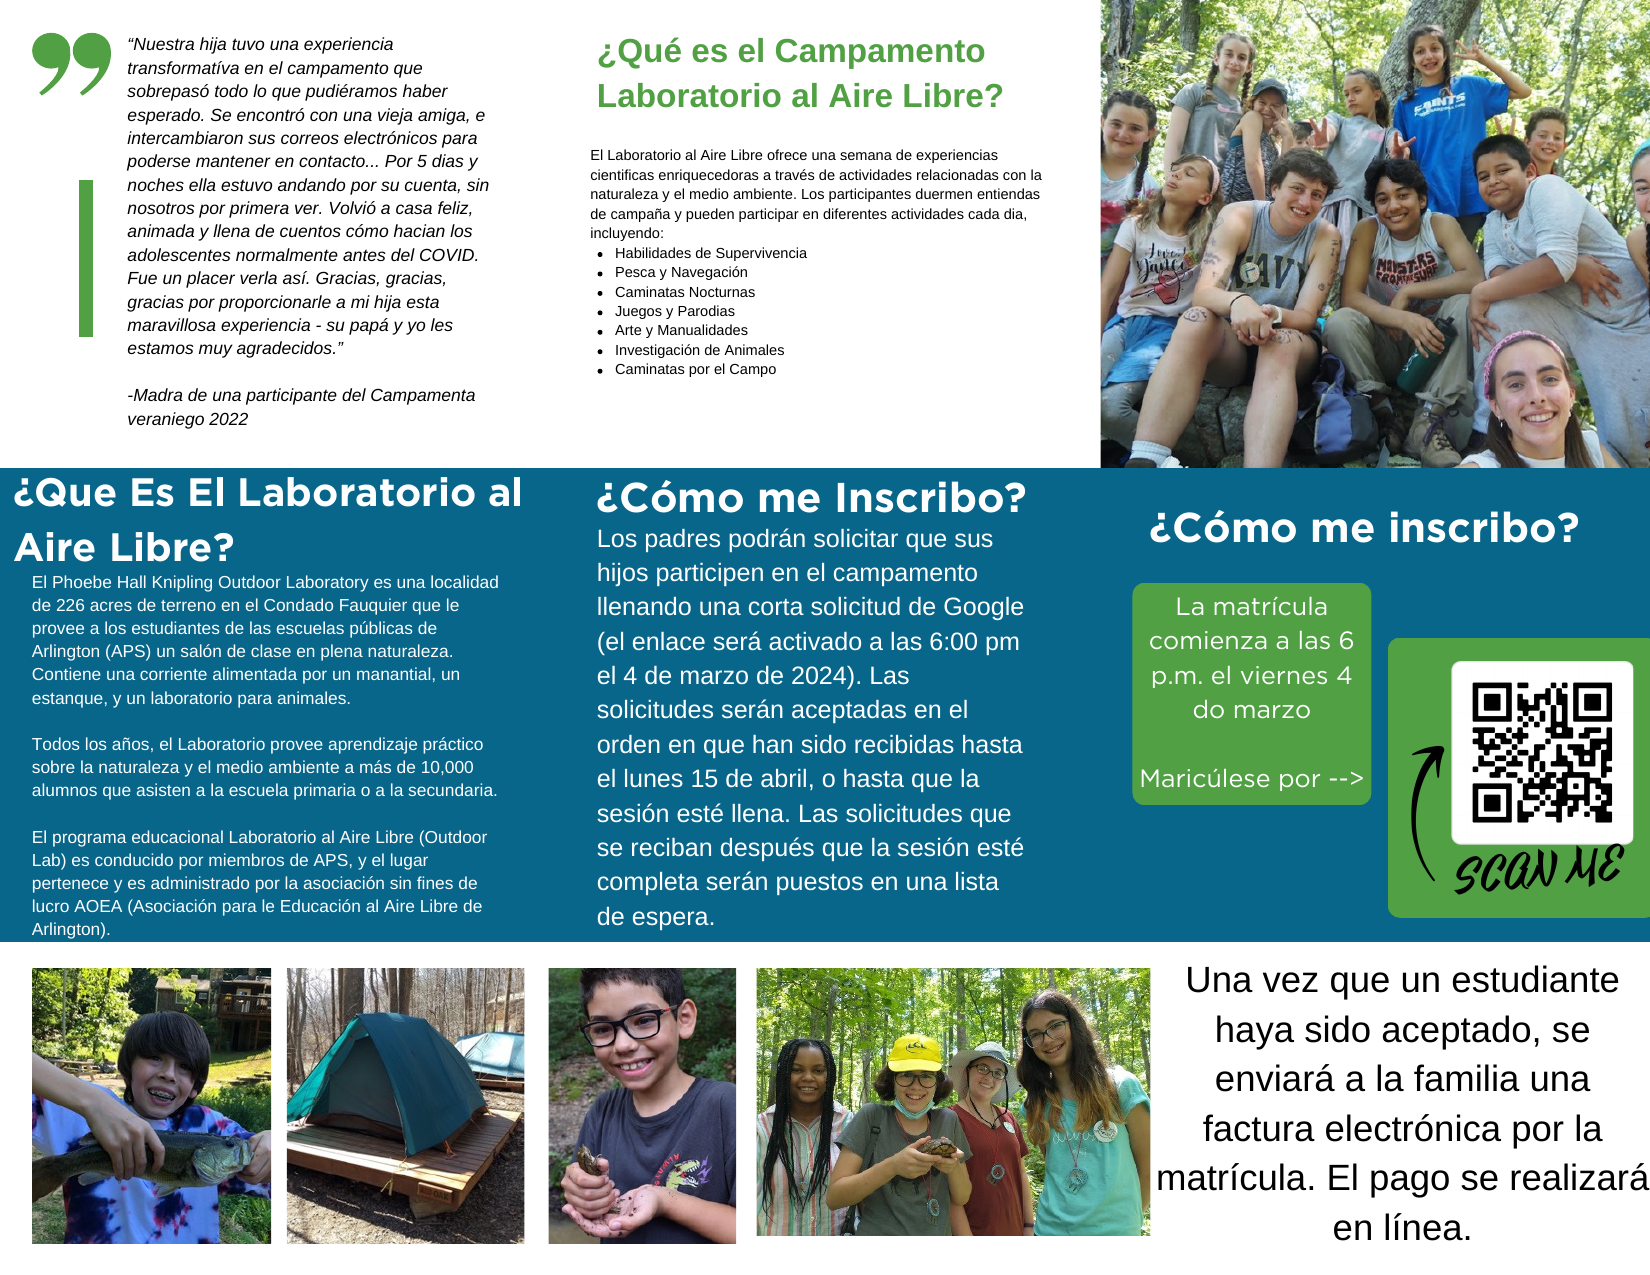 “Nuestra hija tuvo una experiencia
transformatíva en el campamento que
sobrepasó todo lo que pudiéramos haber
esperado. Se encontró con una vieja amiga, e
intercambiaron sus correos electrónicos para
poderse mantener en contacto... Por 5 dias y
noches ella estuvo andando por su cuenta, sin
nosotros por primera ver. Volvió a casa feliz,
animada y llena de cuentos cómo hacian los
adolescentes normalmente antes del COVID.
Fue un placer verla así. Gracias, gracias,
gracias por proporcionarle a mi hija esta
maravillosa experiencia - su papá y yo les
estamos muy agradecidos.”
-Madra de una participante del Campamenta
veraniego 2022
¿Qué es el Campamento
Laboratorio al Aire Libre?
El Laboratorio al Aire Libre ofrece una semana de experiencias
cientificas enriquecedoras a través de actividades relacionadas con la
naturaleza y el medio ambiente. Los participantes duermen entiendas
de campaña y pueden participar en diferentes actividades cada dia,
incluyendo:
• Habilidades de Supervivencia
• Pesca y Navegación
• Caminatas Nocturnas
• Juegos y Parodias
• Arte y Manualidades
• Investigación de Animales
• Caminatas por el Campo
SAINTS
Love
Dance
NAVY
MONSTERS
FROM THE SURF
¿Que Es El Laboratorio al
Aire Libre?
El Phoebe Hall Knipling Outdoor Laboratory es una localidad
de 226 acres de terreno en el Condado Fauquier que le
provee a los estudiantes de las escuelas públicas de
Arlington (APS) un salón de clase en plena naturaleza.
Contiene una corriente alimentada por un manantial, un
estanque, y un laboratorio para animales.
Todos los años, el Laboratorio provee aprendizaje práctico
sobre la naturaleza y el medio ambiente a más de 10,000
alumnos que asisten a la escuela primaria o a la secundaria.
El programa educacional Laboratorio al Aire Libre (Outdoor
Lab) es conducido por miembros de APS, y el lugar
pertenece y es administrado por la asociación sin fines de
lucro AOEA (Asociación para le Educación al Aire Libre de
Arlington).
¿Cómo me Inscribo?
Los padres podrán solicitar que sus
hijos participen en el campamento
llenando una corta solicitud de Google
(el enlace será activado a las 6:00 pm
el 4 de marzo de 2024). Las
solicitudes serán aceptadas en el
orden en que han sido recibidas hasta
el lunes 15 de abril, o hasta que la
sesión esté llena. Las solicitudes que
se reciban después que la sesión esté
completa serán puestos en una lista
de espera.
¿Cómo me inscribo?
La matrícula
comienza a las 6
p.m. el viernes 4
do marzo
Maricúlese por -->
SCAN ME
Una vez que un estudiante
haya sido aceptado, se
enviará a la familia una
factura electrónica por la
matrícula. El pago se realizará
en línea.